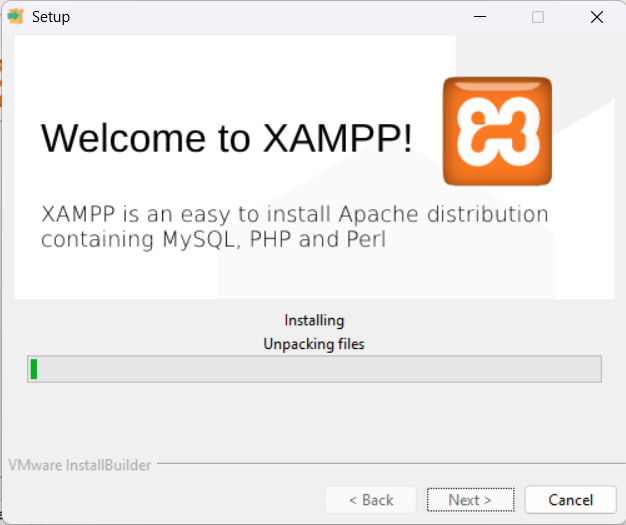 Setup
Welcome to XAMPP!
XAMPP is an easy to install Apache distribution
containing MySQL, PHP and Perl
Installing
Unpacking files
VMware InstallBuilder
< Back
Next >
Cancel